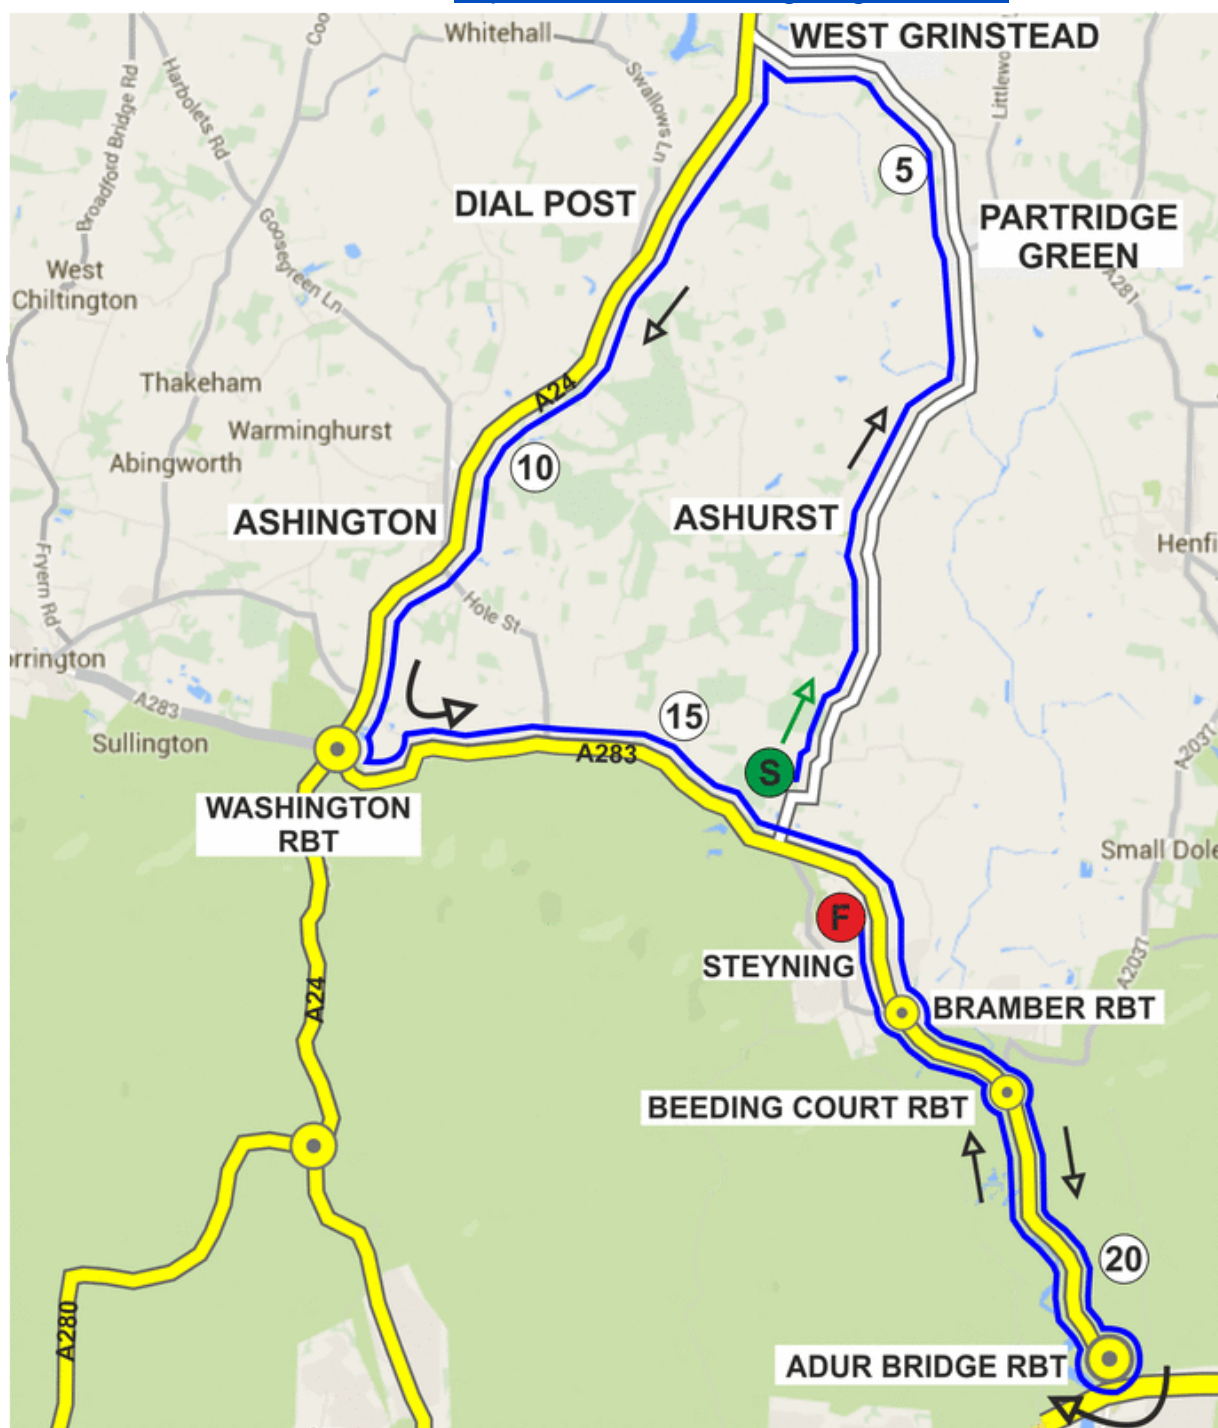 Whitehall
WEST GRINSTEAD
Broadford Bridge Rd
Harbolets Rd
Swallows Ln
5
DIAL POST
PARTRIDGE
GREEN
Goosegreen Ln
West
Chiltington
A281
Thakeham
A24
Warminghurst
Abingworth
10
ASHINGTON
ASHURST
Henfi
Fryern Rd
Hole St
orrington
A283
Sullington
15
A283
S
A2037
WASHINGTON
RBT
Small Dole
F
STEYNING
A2037
A24
BRAMBER RBT
BEEDING COURT RBT
20
A280
ADUR BRIDGE RBT